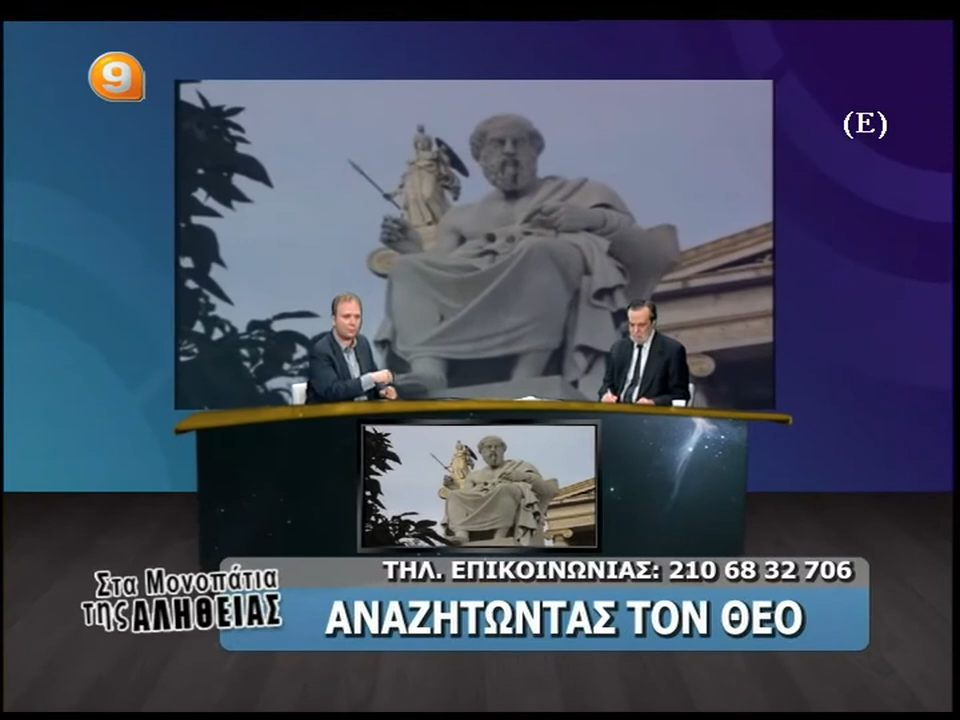 9
(E)
ΤΗΛ. ΕΠΙΚΟΙΝΩΝΙΑΣ: 210 68 32 706
Στα Μονοπάτια
της ΑΛΗΘΕΙΑΣ
ΑΝΑΖΗΤΩΝΤΑΣ ΤΟΝ ΘΕΟ